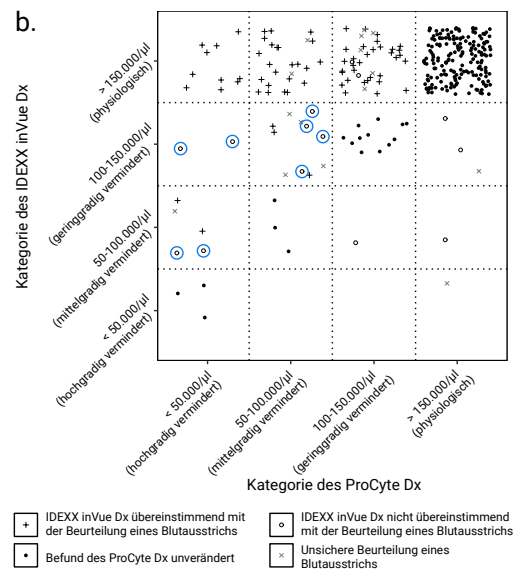 b.
Kategorie des IDEXX inVue Dx
> 150.000/µl
(physiologisch)
100-150.000/µl
(geringgradig vermindert)
50-100.000/µl
(mittelgradig vermindert)
< 50.000/µl
(hochgradig vermindert)
< 50.000/µl
(hochgradig vermindert)
50-100.000/µl
(mittelgradig vermindert)
100-150.000/µl
(geringgradig vermindert)
> 150.000/µl
(physiologisch)
Kategorie des ProCyte Dx
IDEXX inVue Dx übereinstimmend mit
der Beurteilung eines Blutausstrichs
IDEXX inVue Dx nicht übereinstimmend
mit der Beurteilung eines Blutausstrichs
Befund des ProCyte Dx unverändert
Unsichere Beurteilung eines
Blutausstrichs